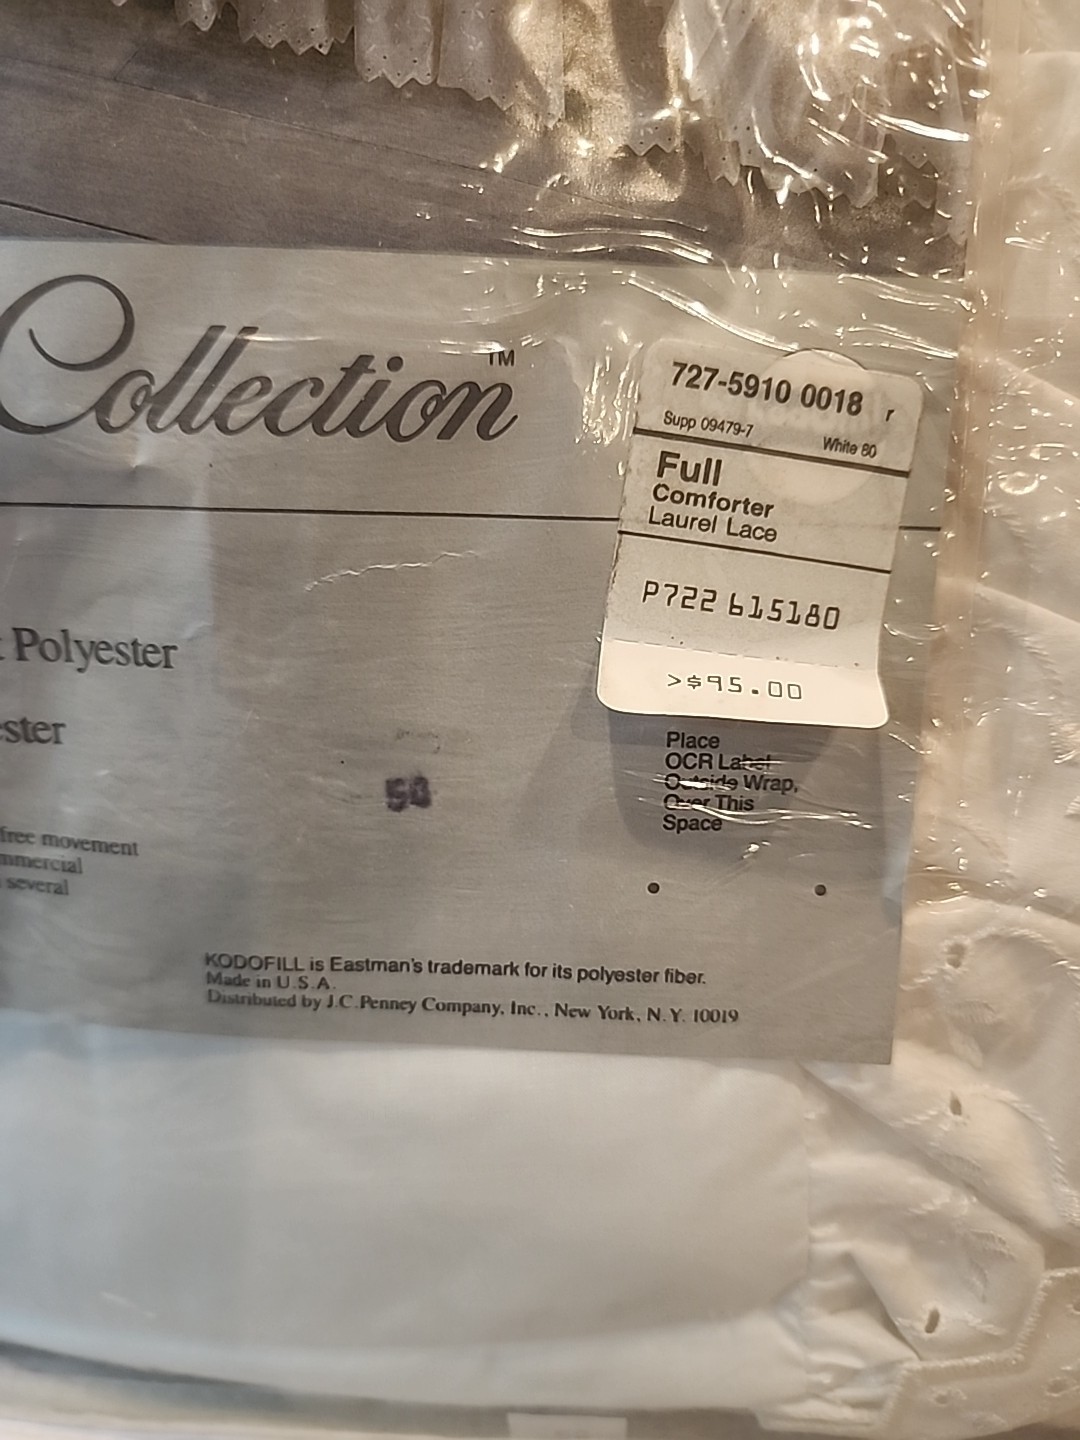 Collection™
727-5910 0018 r
Supp 09479-7 White 80
Full
Comforter
Laurel Lace
P722 615180
>$95.00
Polyester
ster
Place
OCR Label
Outside Wrap,
Over This
Space
free movement
mmercial
several
KODOFILL is Eastman's trademark for its polyester fiber.
Made in U.S.A.
Distributed by J.C.Penney Company, Inc., New York, N.Y. 10019